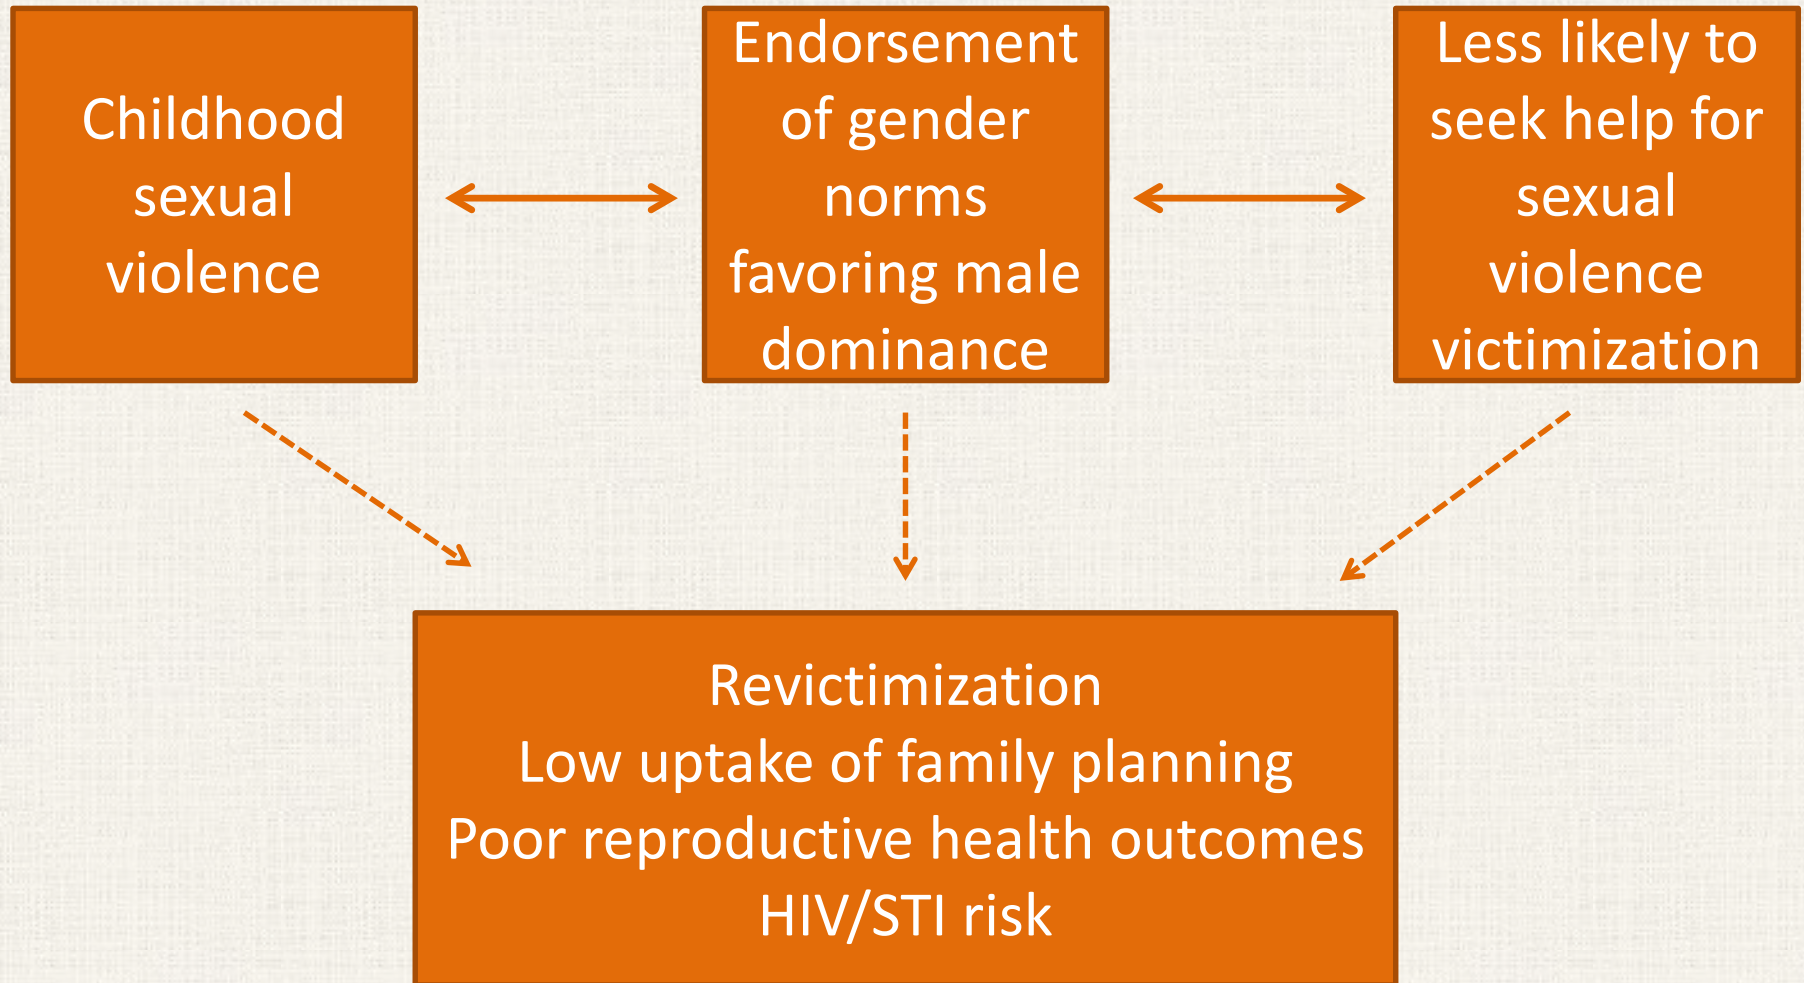 Childhood
sexual
violence
Endorsement
of gender
norms
favoring male
dominance
Less likely to
seek help for
sexual
violence
victimization
Revictimization
Low uptake of family planning
Poor reproductive health outcomes
HIV/STI risk